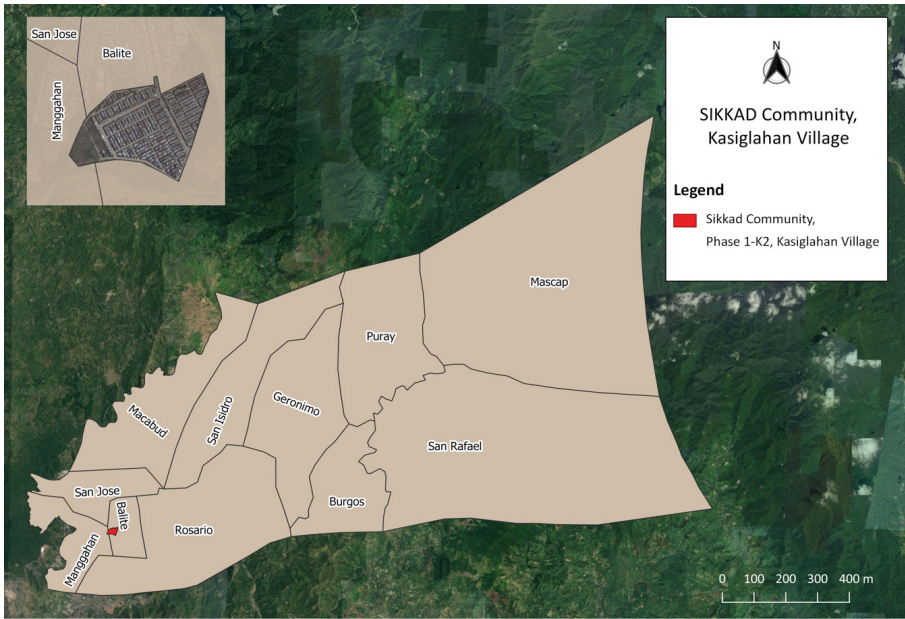 San Jose
Balite
Manggahan
N
SIKKAD Community,
Kasiglahan Village
Legend
Sikkad Community,
Phase 1-K2, Kasiglahan Village
Mascap
Puray
Geronimo
San Isidro
Macabud
San Rafael
San Jose
Balite
Burgos
Rosario
Manggahan
0 100 200 300 400 m